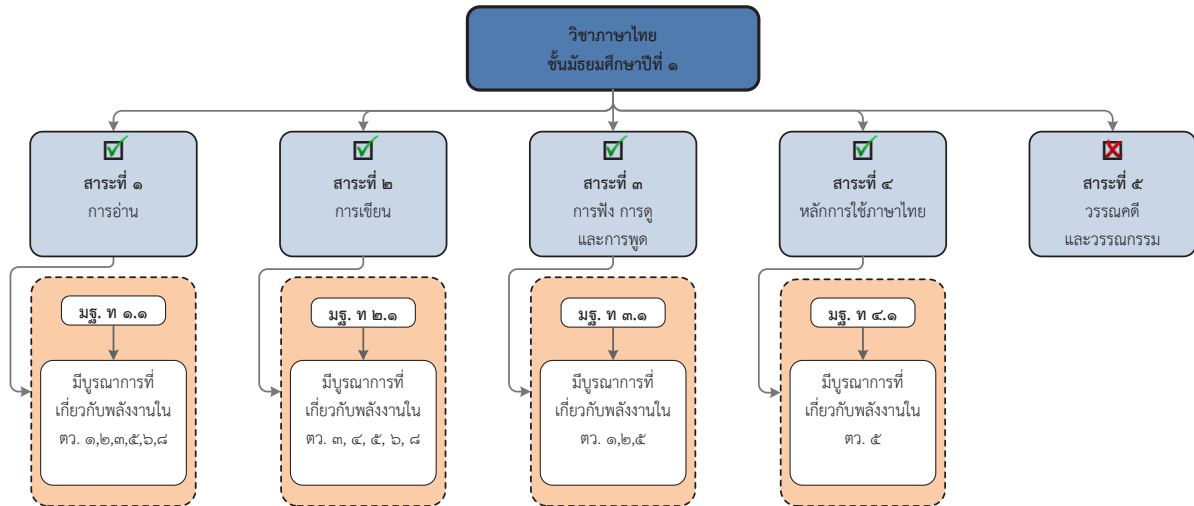 วิชาภาษาไทย
ชั้นมัธยมศึกษาปีที่ ๑
สาระที่ ๑
การอ่าน
สาระที่ ๒
การเขียน
สาระที่ ๓
การฟัง การดู
และการพูด
สาระที่ ๔
หลักการใช้ภาษาไทย
สาระที่ ๕
วรรณคดี
และวรรณกรรม
มฐ. ท ๑.๑
มีบูรณาการที่
เกี่ยวกับพลังงานใน
ตว. ๑,๒,๓,๕,๖,๘
มฐ. ท ๒.๑
มีบูรณาการที่
เกี่ยวกับพลังงานใน
ตว. ๓, ๔, ๕, ๖, ๘
มฐ. ท ๓.๑
มีบูรณาการที่
เกี่ยวกับพลังงานใน
ตว. ๑,๒,๕
มฐ. ท ๔.๑
มีบูรณาการที่
เกี่ยวกับพลังงานใน
ตว. ๕